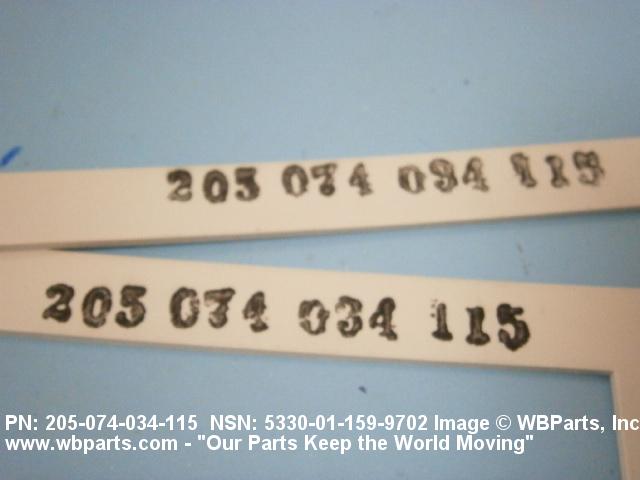 205 074 034 115
205 074 034 115
PN: 205-074-034-115 NSN: 5330-01-159-9702 Image © WBParts, Inc
www.wbparts.com - "Our Parts Keep the World Moving"